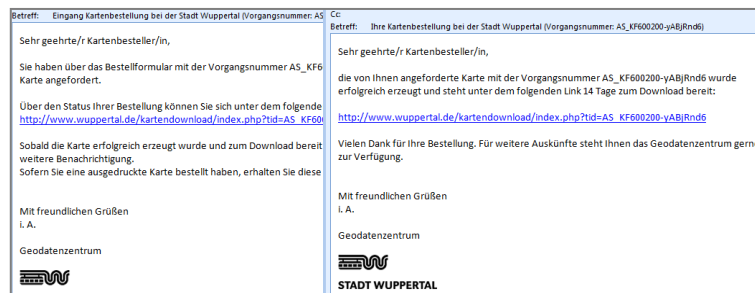 Betreff: Eingang Kartenbestellung bei der Stadt Wuppertal (Vorgangsnummer: AS
Sehr geehrte/r Kartenbesteller/in,
Sie haben über das Bestellformular mit der Vorgangsnummer AS_KF6
Karte angefordert.
Über den Status Ihrer Bestellung können Sie sich unter dem folgende
http://www.wuppertal.de/kartendownload/index.php?tid=AS_KF600
Sobald die Karte erfolgreich erzeugt wurde und zum Download bereit
weitere Benachrichtigung.
Sofern Sie eine ausgedruckte Karte bestellt haben, erhalten Sie diese
Mit freundlichen Grüßen
i. A.
Geodatenzentrum
Cc:
Betreff: Ihre Kartenbestellung bei der Stadt Wuppertal (Vorgangsnummer: AS_KF600200-yABjRnd6)
Sehr geehrte/r Kartenbesteller/in,
die von Ihnen angeforderte Karte mit der Vorgangsnummer AS_KF600200-yABjRnd6 wurde
erfolgreich erzeugt und steht unter dem folgenden Link 14 Tage zum Download bereit:
http://www.wuppertal.de/kartendownload/index.php?tid=AS_KF600200-yABjRnd6
Vielen Dank für Ihre Bestellung. Für weitere Auskünfte steht Ihnen das Geodatenzentrum gern
zur Verfügung.
Mit freundlichen Grüßen
i. A.
Geodatenzentrum
STADT WUPPERTAL